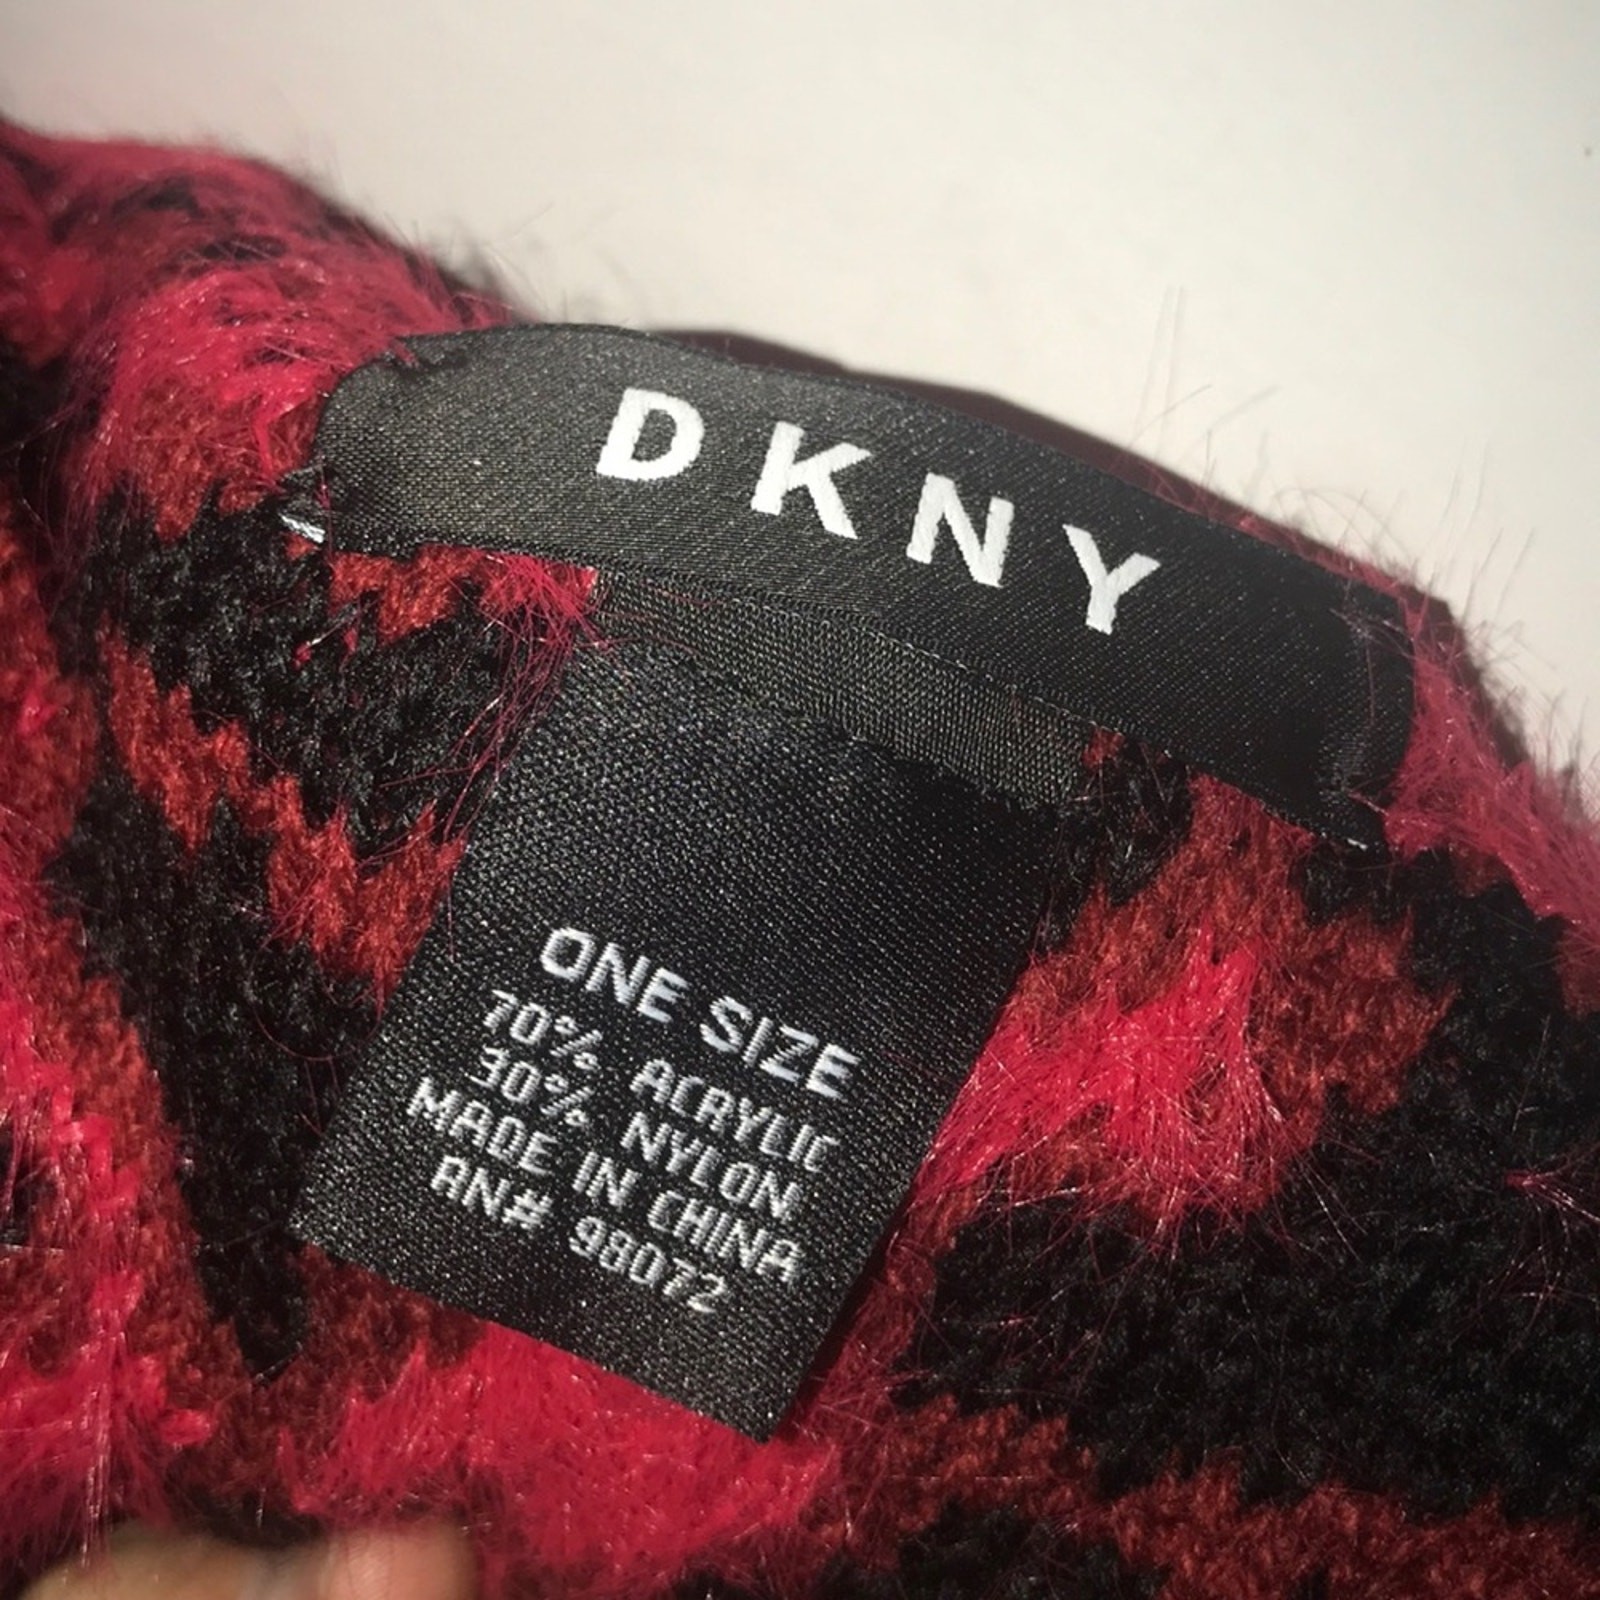 DKNY
ONE SIZE
70% ACRYLIC
30% NYLON
MADE IN CHINA
RN# 98072